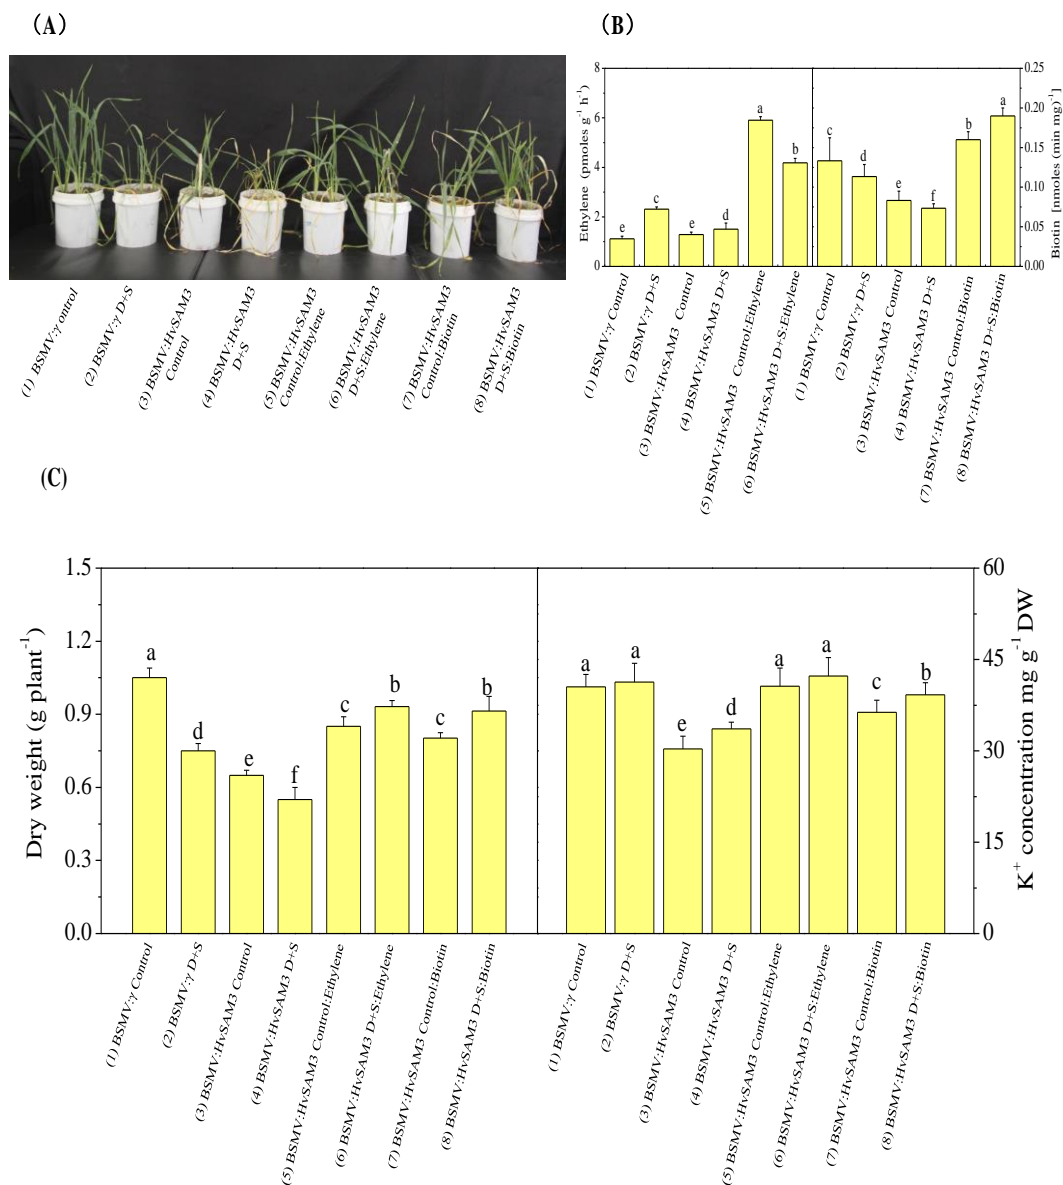 (A)
(B)
(1) BSMV:γ ontrol
(2) BSMV:γ D+S
(3) BSMV:HvSAM3
Control
(4) BSMV:HvSAM3
D+S
(5) BSMV:HvSAM3
Control:Ethylene
(6) BSMV:HvSAM3
D+S:Ethylene
(7) BSMV:HvSAM3
Control:Biotin
(8) BSMV:HvSAM3
D+S:Biotin
Ethylene (pmoles g⁻¹ h⁻¹)
8
6
4
2
0
e
c
e
d
a
b
c
d
e
f
b
a
0.25
0.20
0.15
0.10
0.05
0.00
Biotin [nmoles (min mg)⁻¹]
(1) BSMV:γ Control
(2) BSMV:γ D+S
(3) BSMV:HvSAM3 Control
(4) BSMV:HvSAM3 D+S
(5) BSMV:HvSAM3 Control:Ethylene
(6) BSMV:HvSAM3 D+S:Ethylene
(1) BSMV:γ Control
(2) BSMV:γ D+S
(3) BSMV:HvSAM3 Control
(4) BSMV:HvSAM3 D+S
(7) BSMV:HvSAM3 Control:Biotin
(8) BSMV:HvSAM3 D+S:Biotin
(C)
Dry weight (g plant⁻¹)
1.5
1.2
0.9
0.6
0.3
0.0
a
d
e
f
c
b
c
b
a
a
e
d
a
a
c
b
60
45
30
15
0
K⁺ concentration mg g⁻¹ DW
(1) BSMV:γ Control
(2) BSMV:γ D+S
(3) BSMV:HvSAM3 Control
(4) BSMV:HvSAM3 D+S
(5) BSMV:HvSAM3 Control:Ethylene
(6) BSMV:HvSAM3 D+S:Ethylene
(7) BSMV:HvSAM3 Control:Biotin
(8) BSMV:HvSAM3 D+S:Biotin
(1) BSMV:γ Control
(2) BSMV:γ D+S
(3) BSMV:HvSAM3 Control
(4) BSMV:HvSAM3 D+S
(5) BSMV:HvSAM3 Control:Ethylene
(6) BSMV:HvSAM3 D+S:Ethylene
(7) BSMV:HvSAM3 Control:Biotin
(8) BSMV:HvSAM3 D+S:Biotin